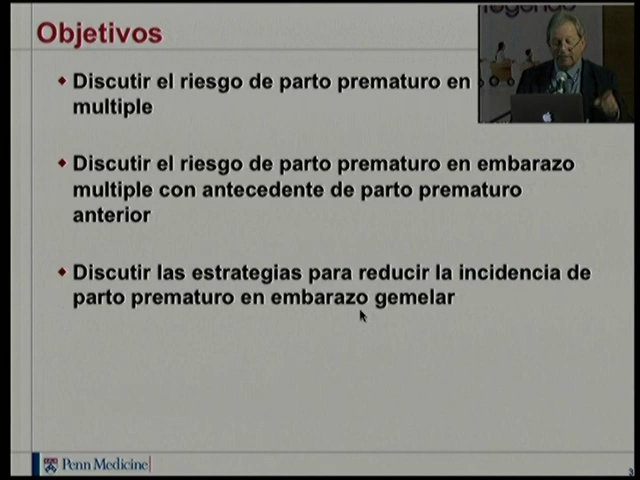 Objetivos
Discutir el riesgo de parto prematuro en
multiple
Discutir el riesgo de parto prematuro en embarazo
multiple con antecedente de parto prematuro
anterior
Discutir las estrategias para reducir la incidencia de
parto prematuro en embarazo gemelar
Penn Medicine
3